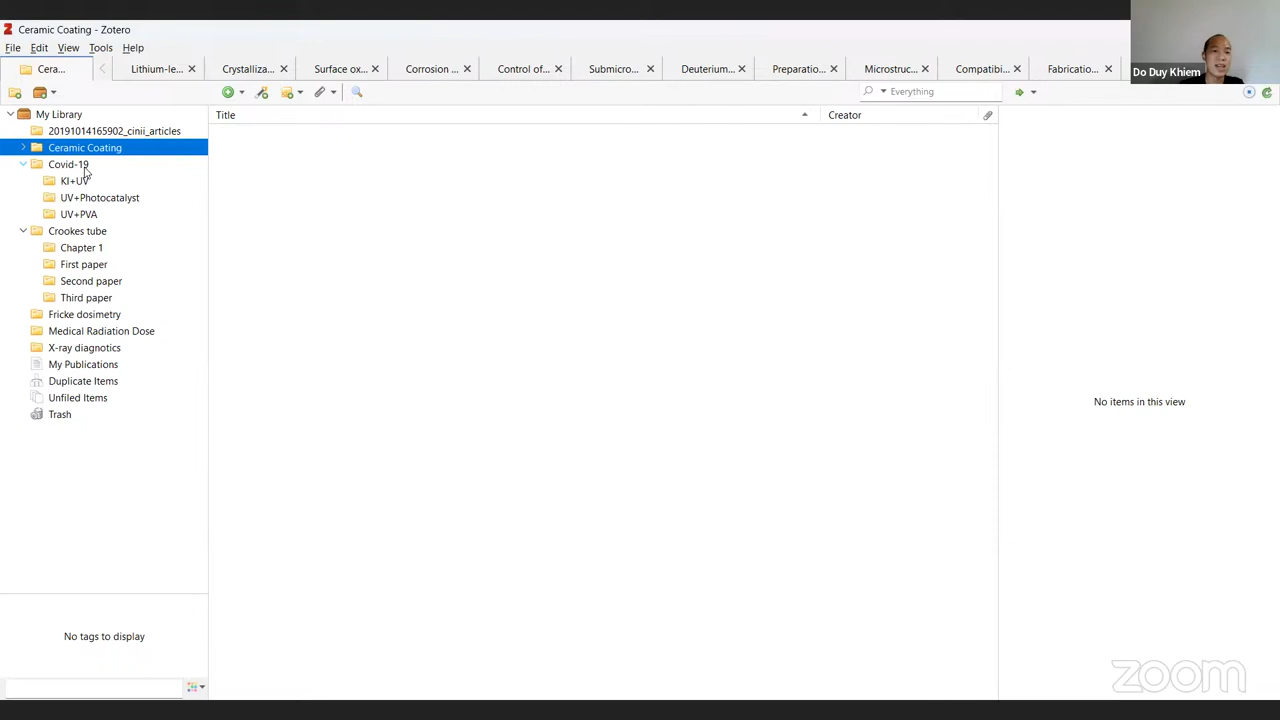 Ceramic Coating - Zotero
File Edit View Tools Help
Do Duy Khiem
Cera... Lithium-le... Crystalliza... Surface ox... Corrosion ... Control of... Submicro... Deuterium... Preparatio... Microstruc... Compatibi... Fabricatio...
Everything
My Library
Title Creator
20191014165902_cinii_articles
Ceramic Coating
Covid-19
KI+UV
UV+Photocatalyst
UV+PVA
Crookes tube
Chapter 1
First paper
Second paper
Third paper
Fricke dosimetry
Medical Radiation Dose
X-ray diagnostics
My Publications
Duplicate Items
Unfiled Items
Trash
No items in this view
No tags to display
zoom